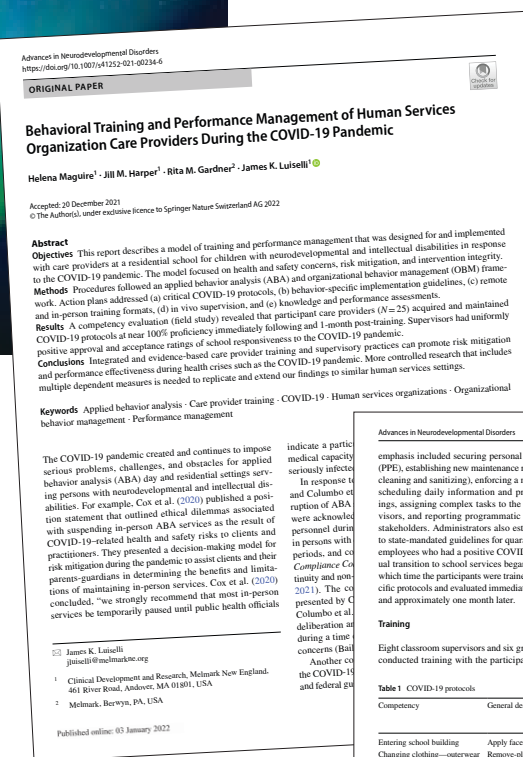 Advances in Neurodevelopmental Disorders
https://doi.org/10.1007/s41252-021-00234-6
ORIGINAL PAPER
Check for
updates
Behavioral Training and Performance Management of Human Services
Organization Care Providers During the COVID-19 Pandemic
Helena Maguire1 · Jill M. Harper1 · Rita M. Gardner2 · James K. Luiselli1
Accepted: 20 December 2021
© The Author(s), under exclusive licence to Springer Nature Switzerland AG 2022
Abstract
Objectives This report describes a model of training and performance management that was designed for and implemented
with care providers at a residential school for children with neurodevelopmental and intellectual disabilities in response
to the COVID-19 pandemic. The model focused on health and safety concerns, risk mitigation, and intervention integrity.
Methods Procedures followed an applied behavior analysis (ABA) and organizational behavior management (OBM) frame-
work. Action plans addressed (a) critical COVID-19 protocols, (b) behavior-specific implementation guidelines, (c) remote
and in-person training formats, (d) in vivo supervision, and (e) knowledge and performance assessments.
Results A competency evaluation (field study) revealed that participant care providers (N=25) acquired and maintained
COVID-19 protocols at near 100% proficiency immediately following and 1-month post-training. Supervisors had uniformly
positive approval and acceptance ratings of school responsiveness to the COVID-19 pandemic.
Conclusions Integrated and evidence-based care provider training and supervisory practices can promote risk mitigation
and performance effectiveness during health crises such as the COVID-19 pandemic. More controlled research that includes
multiple dependent measures is needed to replicate and extend our findings to similar human services settings.
Keywords Applied behavior analysis · Care provider training · COVID-19 · Human services organizations · Organizational
behavior management · Performance management
The COVID-19 pandemic created and continues to impose
serious problems, challenges, and obstacles for applied
behavior analysis (ABA) day and residential settings serv-
ing persons with neurodevelopmental and intellectual dis-
abilities. For example, Cox et al. (2020) published a posi-
tion statement that outlined ethical dilemmas associated
with suspending in-person ABA services as the result of
COVID-19-related health and safety risks to clients and
practitioners. They presented a decision-making model for
risk mitigation during the pandemic to assist clients and their
parents-guardians in determining the benefits and limita-
tions of maintaining in-person services. Cox et al. (2020)
concluded, “we strongly recommend that most in-person
services be temporarily paused until public health officials
James K. Luiselli
jluiselli@melmarkne.org
1 Clinical Development and Research, Melmark New England,
461 River Road, Andover, MA 01801, USA
2 Melmark, Berwyn, PA, USA
Published online: 03 January 2022
indicate a partic
medical capacity
seriously infecte
In response t
and Columbo et
ruption of ABA
were acknowled
personnel durin
in persons with
periods, and co
Compliance Co
tinuity and non-
2021). The co
presented by C
Columbo et al.
deliberation an
during a time
concerns (Bail
Another co
the COVID-19
and federal gu
Advances in Neurodevelopmental Disorders
emphasis included securing personal
(PPE), establishing new maintenance r
cleaning and sanitizing), enforcing a r
scheduling daily information and pr
ings, assigning complex tasks to the
visors, and reporting programmatic
stakeholders. Administrators also est
to state-mandated guidelines for quar
employees who had a positive COVID
ual transition to school services began
which time the participants were traine
cific protocols and evaluated immediat
and approximately one month later.
Training
Eight classroom supervisors and six gr
conducted training with the participa
Table 1 COVID-19 protocols
Competency General de
Entering school building Apply face
Changing clothing—outerwear Remove-pl